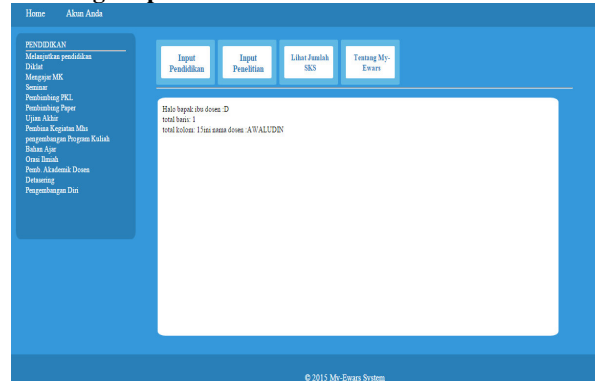 Home Akun Anda
PENDIDIKAN
Melanjutkan pendidikan
Diklat
Mengajar MK
Seminar
Pembimbing PKL
Pembimbing Paper
Ujian Akhir
Pembina Kegiatan Mhs
pengembangan Program Kuliah
Bahan Ajar
Orasi Ilmiah
Pemb. Akademik Dosen
Detasering
Pengembangan Diri
Input
Pendidikan
Input
Penelitian
Lihat Jumlah
SKS
Tentang My-
Ewars
Halo bapak ibu dosen :D
total baris: 1
total kolom: 15ini nama dosen :AWALUDIN
© 2015 My-Ewars System